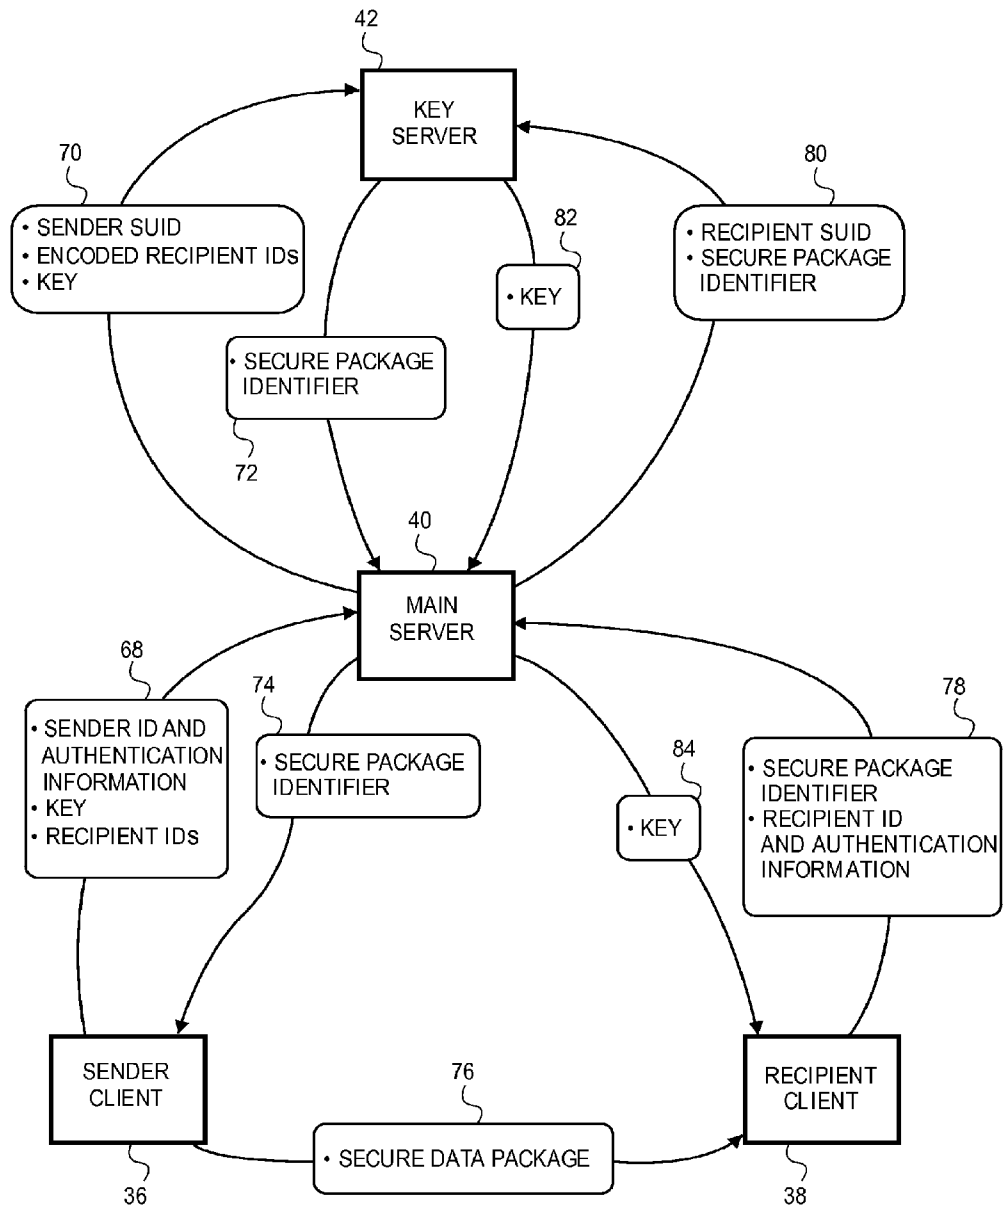 42
KEY
SERVER
70
• SENDER SUID
• ENCODED RECIPIENT IDs
• KEY
82
• KEY
80
• RECIPIENT SUID
• SECURE PACKAGE
IDENTIFIER
• SECURE PACKAGE
IDENTIFIER
72
40
MAIN
SERVER
68
• SENDER ID AND
AUTHENTICATION
INFORMATION
• KEY
• RECIPIENT IDs
74
• SECURE PACKAGE
IDENTIFIER
84
• KEY
78
• SECURE PACKAGE
IDENTIFIER
• RECIPIENT ID
AND AUTHENTICATION
INFORMATION
SENDER
CLIENT
36
76
• SECURE DATA PACKAGE
RECIPIENT
CLIENT
38